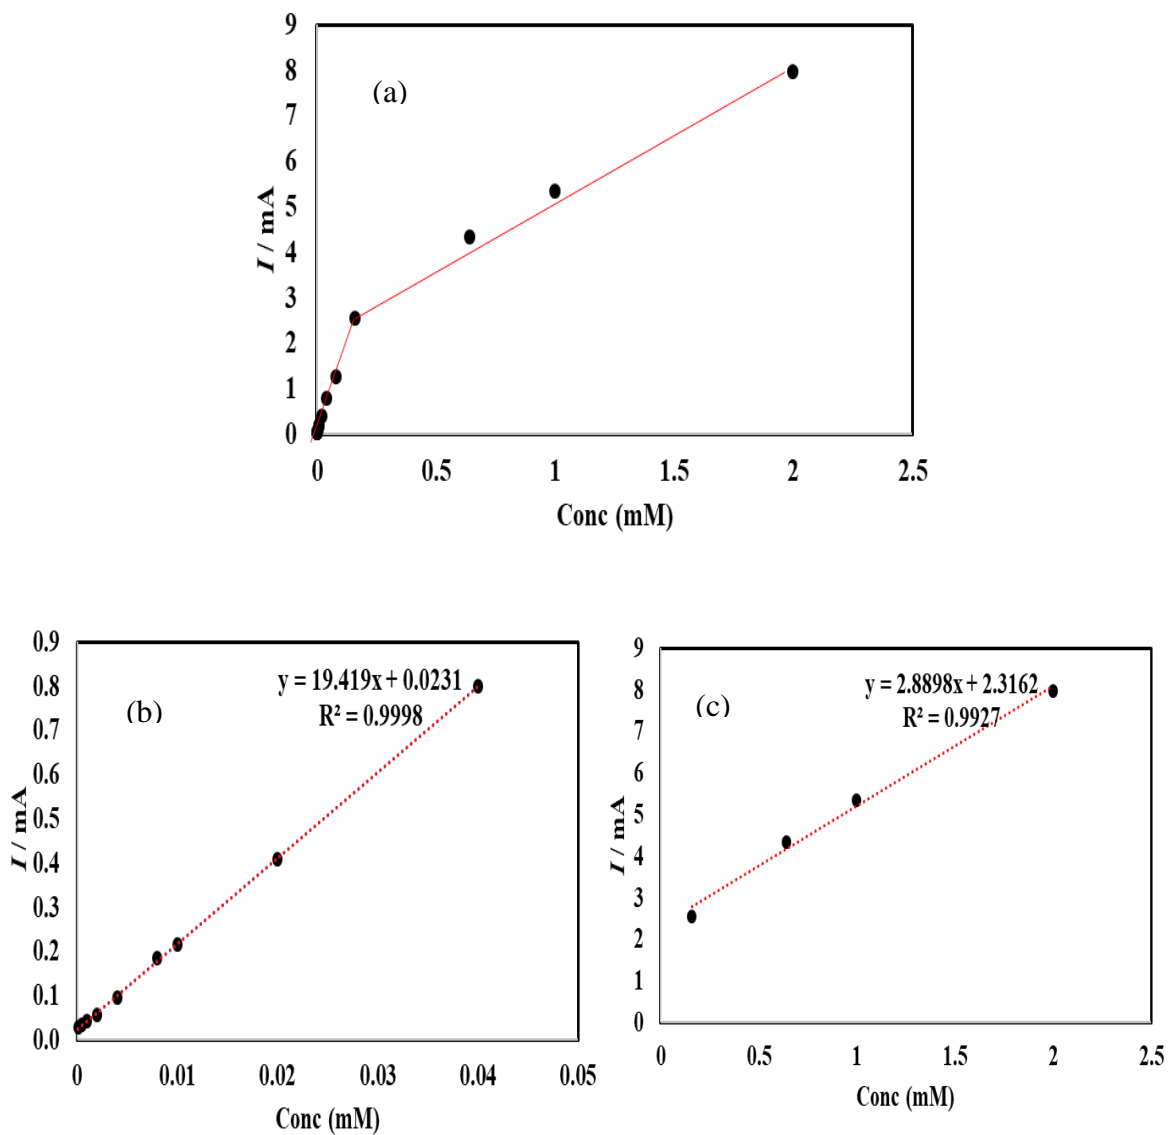 9
8
7
6
5
4
3
2
1
0
I / mA
(a)
0 0.5 1 1.5 2 2.5
Conc (mM)
0.9
0.8
0.7
0.6
0.5
0.4
0.3
0.2
0.1
0.0
I / mA
(b)
y = 19.419x + 0.0231
R² = 0.9998
0 0.01 0.02 0.03 0.04 0.05
Conc (mM)
9
8
7
6
5
4
3
2
1
0
I / mA
(c)
y = 2.8898x + 2.3162
R² = 0.9927
0 0.5 1 1.5 2 2.5
Conc (mM)